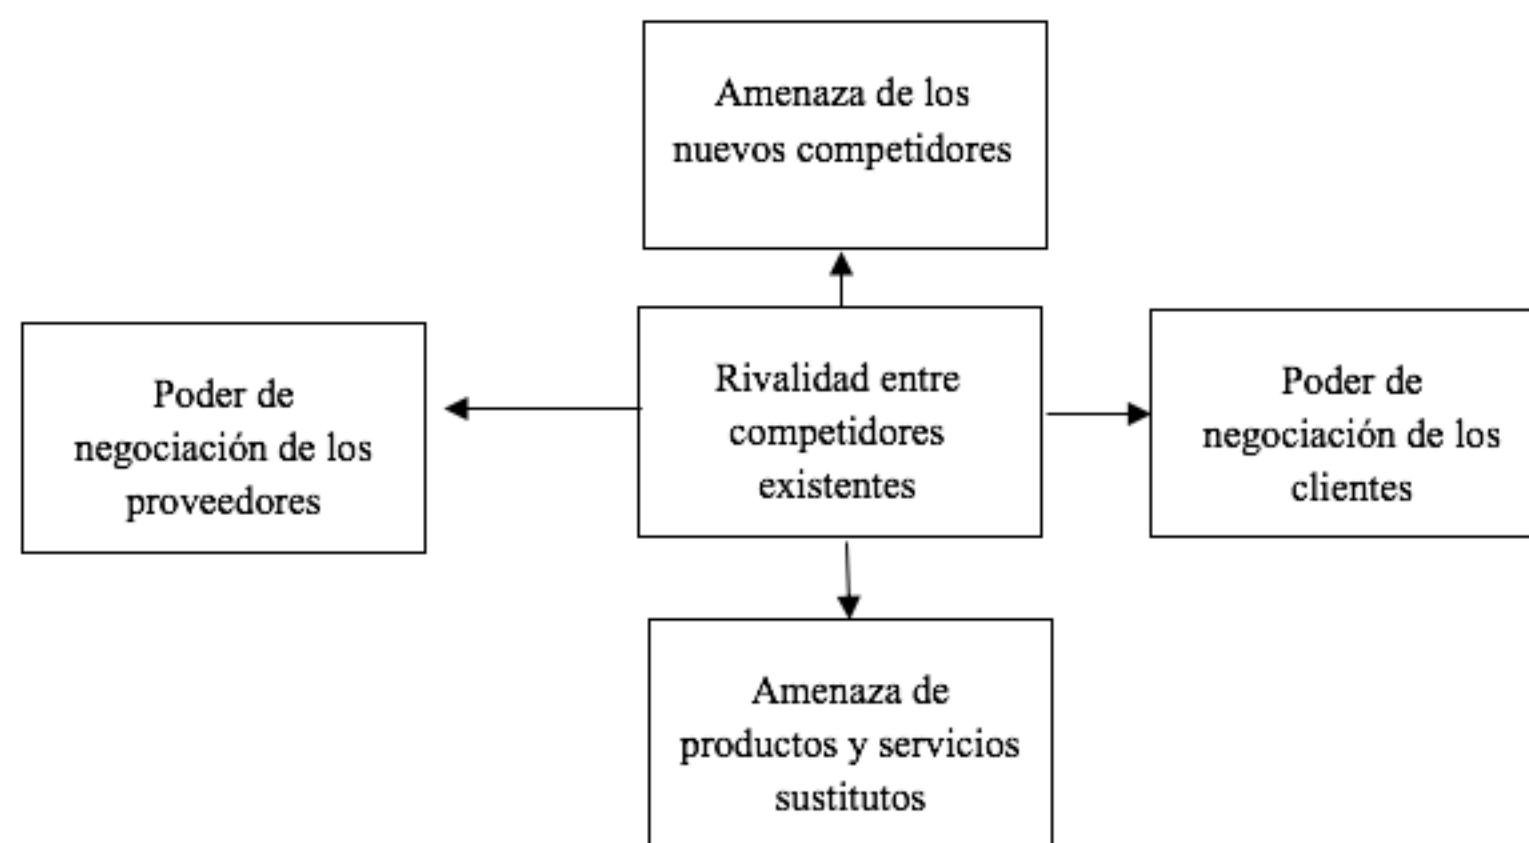 Amenaza de los
nuevos competidores
Poder de
negociación de los
proveedores
Rivalidad entre
competidores
existentes
Poder de
negociación de los
clientes
Amenaza de
productos y servicios
sustitutos